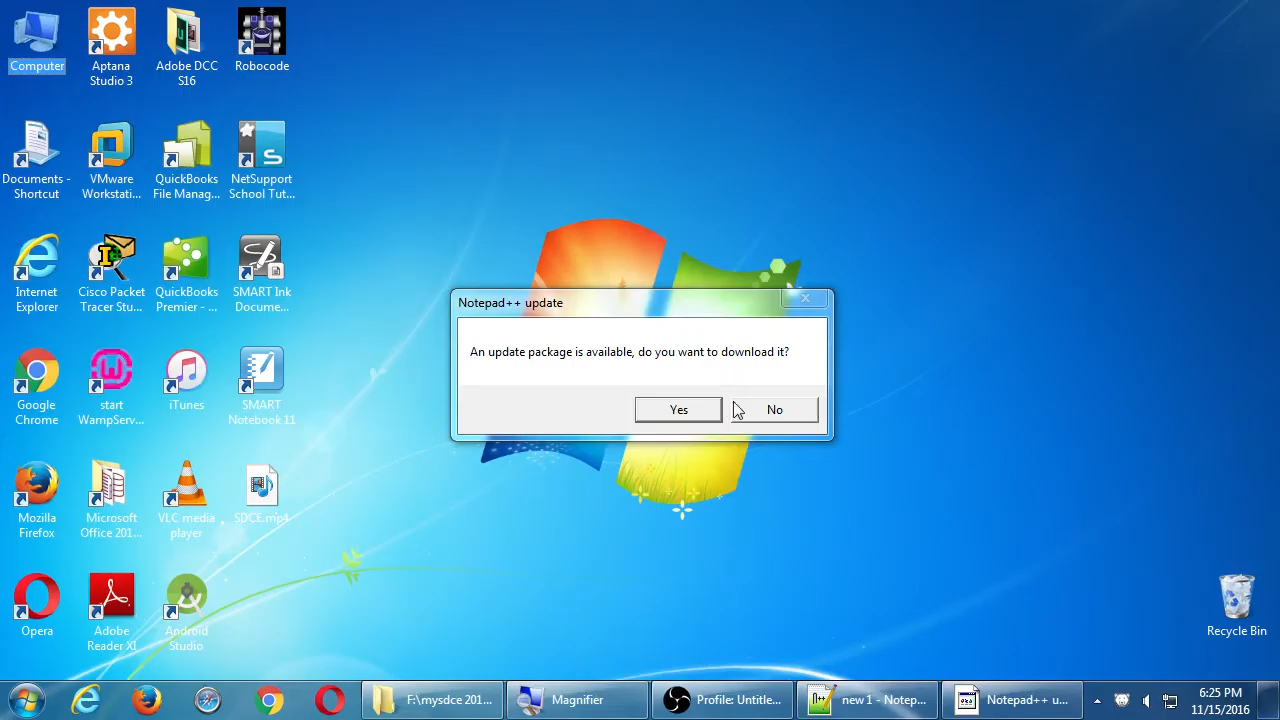 Computer
Aptana
Studio 3
Adobe DCC
S16
Robocode
Documents -
Shortcut
VMware
Workstati...
QuickBooks
File Manag...
NetSupport
School Tut...
Internet
Explorer
Cisco Packet
Tracer Stu...
QuickBooks
Premier - ...
SMART Ink
Docume...
Google
Chrome
start
WampServ...
iTunes
SMART
Notebook 11
Mozilla
Firefox
Microsoft
Office 201...
VLC media
player
SDCE.mp4
Opera
Adobe
Reader XI
Android
Studio
Recycle Bin
Notepad++ update
An update package is available, do you want to download it?
Yes
No
F:\mysdce 201...
Magnifier
Profile: Untitle...
new 1 - Notep...
Notepad++ u...
6:25 PM
11/15/2016